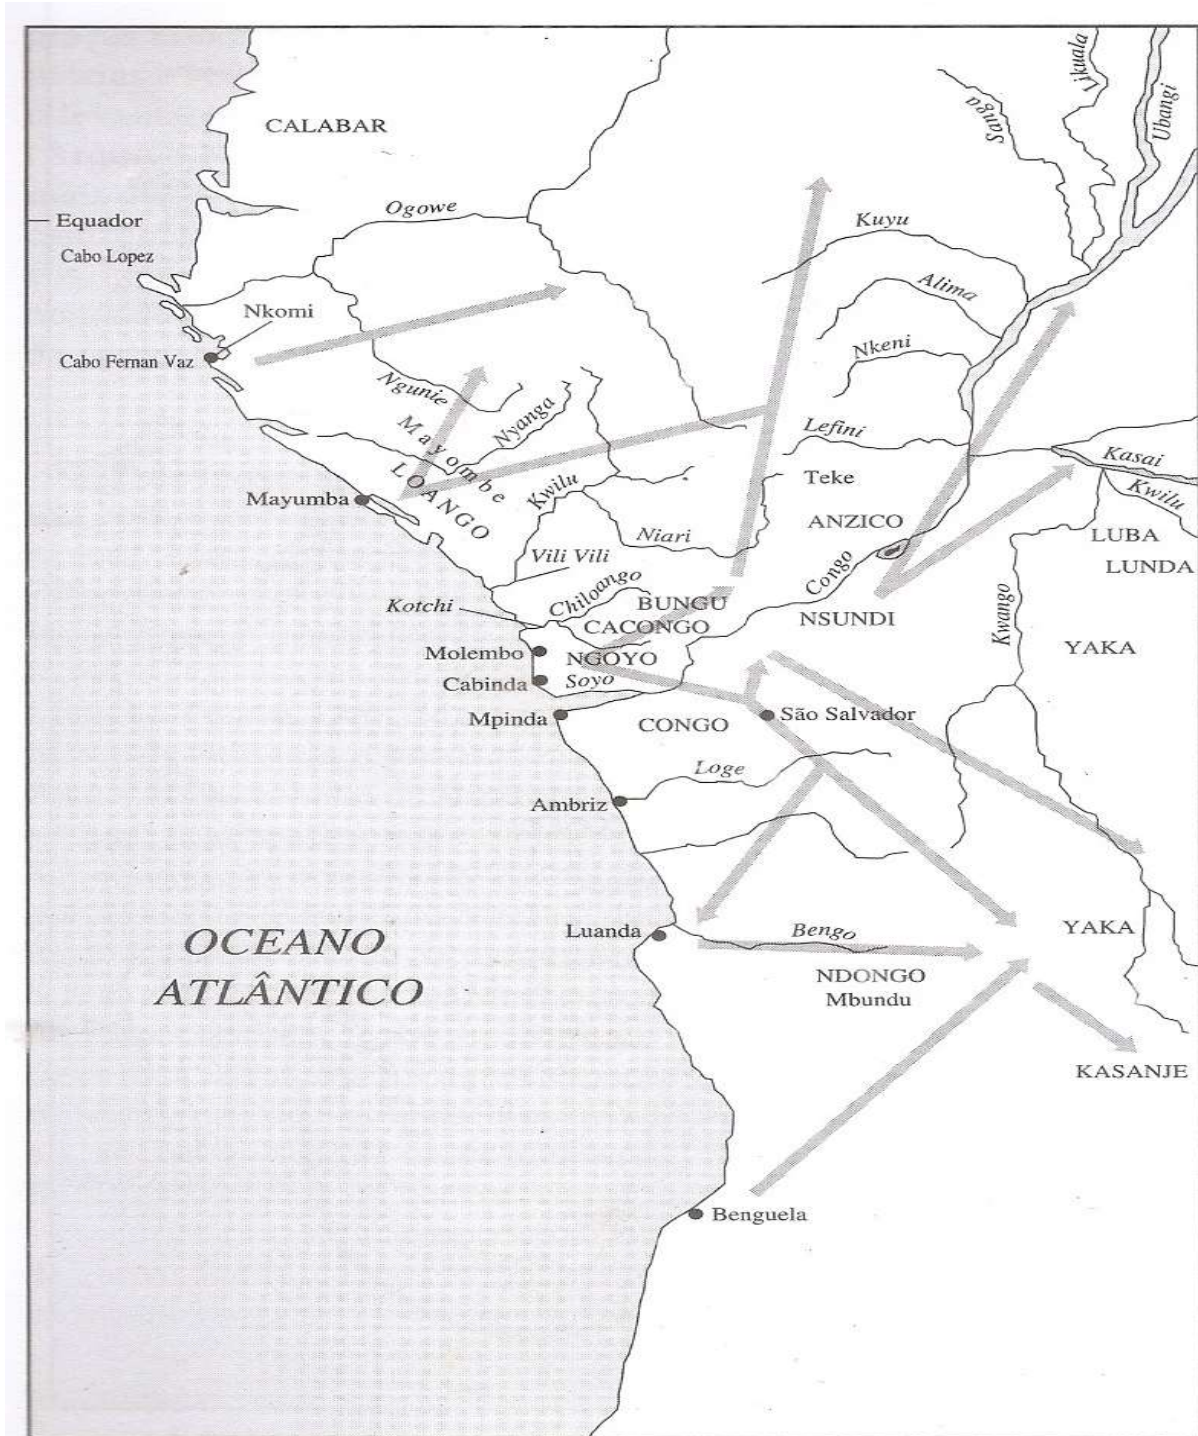 CALABAR
Sanga
Likuala
Ubangi
Equador
Ogowe
Kuyu
Cabo Lopez
Alima
Nkomi
Nkeni
Cabo Fernan Vaz
Ngunie
Nyanga
Mayombe
Lefini
Kasai
LOANGO
Kwilu
Teke
Kwilu
Mayumba
ANZICO
Niari
LUBA
LUNDA
Vili Vili
Congo
Chiloango
Kotchi
BUNGU
NSUNDI
Kwango
CACONGO
YAKA
Molembo
NGOYO
Cabinda
Soyo
Mpinda
CONGO
São Salvador
Loge
Ambriz
Luanda
Bengo
YAKA
OCEANO
ATLÂNTICO
NDONGO
Mbundu
KASANJE
Benguela